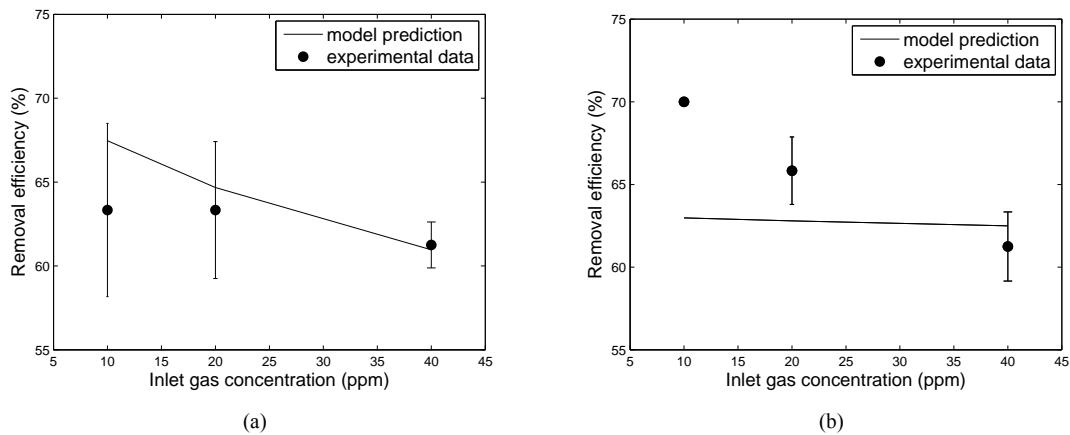 75
70
65
60
55
5
10
15
20
25
30
35
40
45
Removal efficiency (%)
Inlet gas concentration (ppm)
model prediction
experimental data
(a)
75
70
65
60
55
5
10
15
20
25
30
35
40
45
Removal efficiency (%)
Inlet gas concentration (ppm)
model prediction
experimental data
(b)